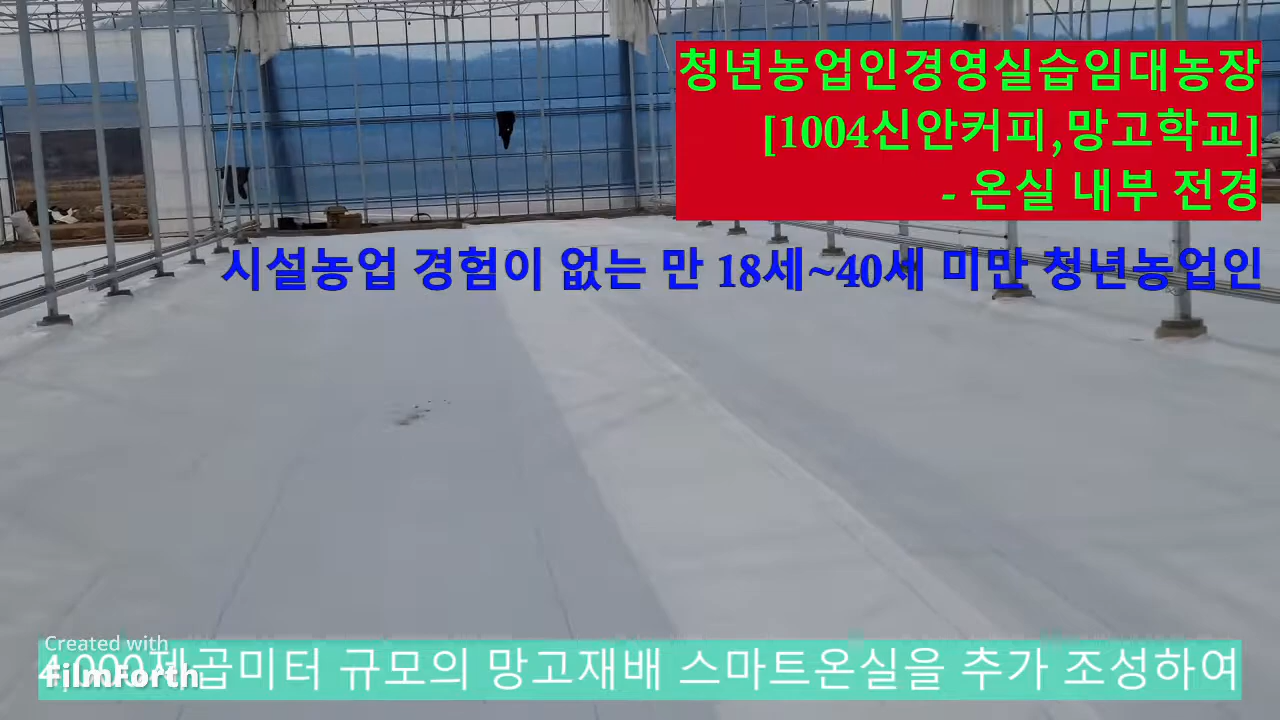 청년농업인경영실습임대농장
[1004신안커피,망고학교]
- 온실 내부 전경
시설농업 경험이 없는 만 18세~40세 미만 청년농업인
Created with
FilmForth
4,000제곱미터 규모의 망고재배 스마트온실을 추가 조성하여